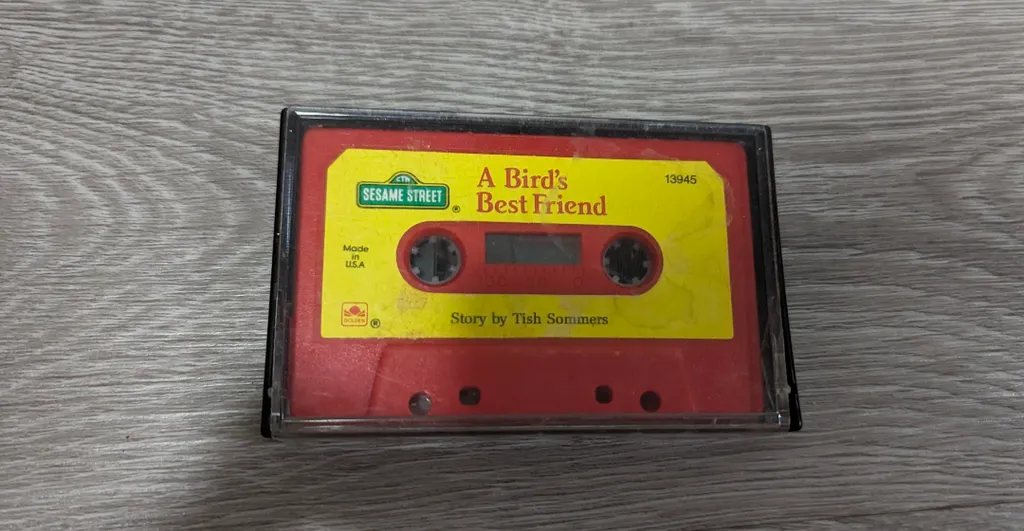 CTW
SESAME STREET
®
A Bird's
Best Friend
13945
Made
in
U.S.A
GOLDEN
®
Story by Tish Sommers